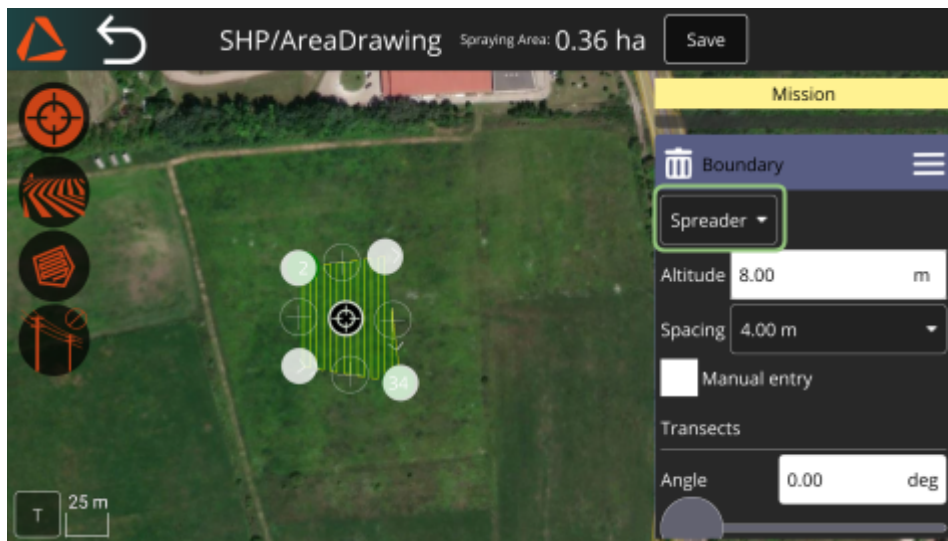 SHP/AreaDrawing Spraying Area: 0.36 ha Save
Mission
Boundary
Spreader
Altitude 8.00 m
Spacing 4.00 m
Manual entry
Transects
Angle 0.00 deg
2
34
T 25 m